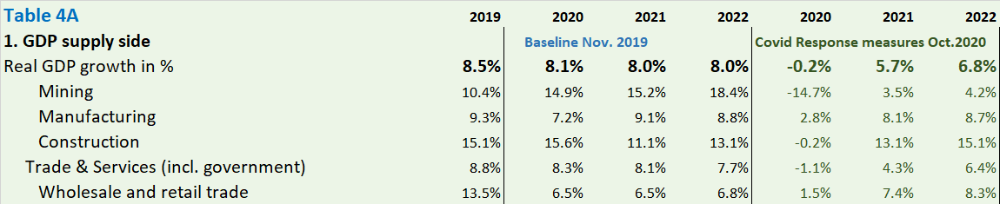 Table 4A 2019 2020 2021 2022 2020 2021 2022
1. GDP supply side Baseline Nov. 2019 Covid Response measures Oct.2020
Real GDP growth in % 8.5% 8.1% 8.0% 8.0% -0.2% 5.7% 6.8%
Mining 10.4% 14.9% 15.2% 18.4% -14.7% 3.5% 4.2%
Manufacturing 9.3% 7.2% 9.1% 8.8% 2.8% 8.1% 8.7%
Construction 15.1% 15.6% 11.1% 13.1% -0.2% 13.1% 15.1%
Trade & Services (incl. government) 8.8% 8.3% 8.1% 7.7% -1.1% 4.3% 6.4%
Wholesale and retail trade 13.5% 6.5% 6.5% 6.8% 1.5% 7.4% 8.3%